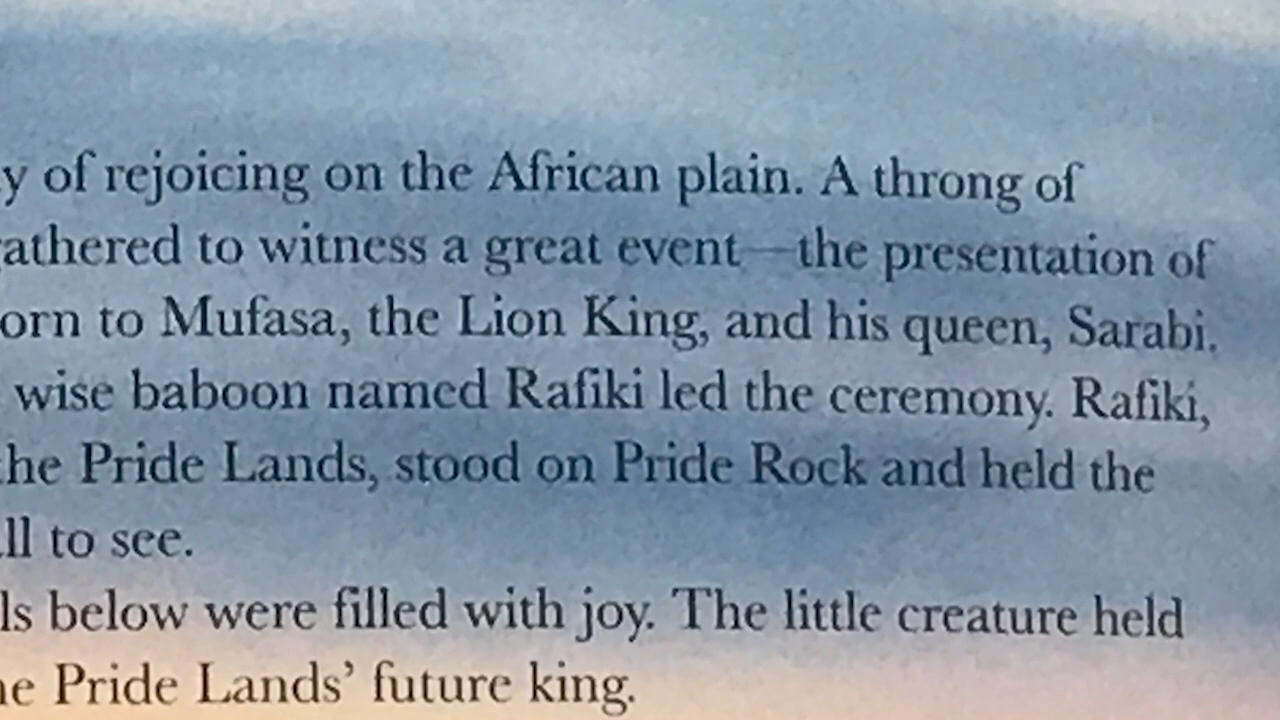 y of rejoicing on the African plain. A throng of
gathered to witness a great event—the presentation of
orn to Mufasa, the Lion King, and his queen, Sarabi.
wise baboon named Rafiki led the ceremony. Rafiki,
the Pride Lands, stood on Pride Rock and held the
all to see.
ls below were filled with joy. The little creature held
he Pride Lands’ future king.